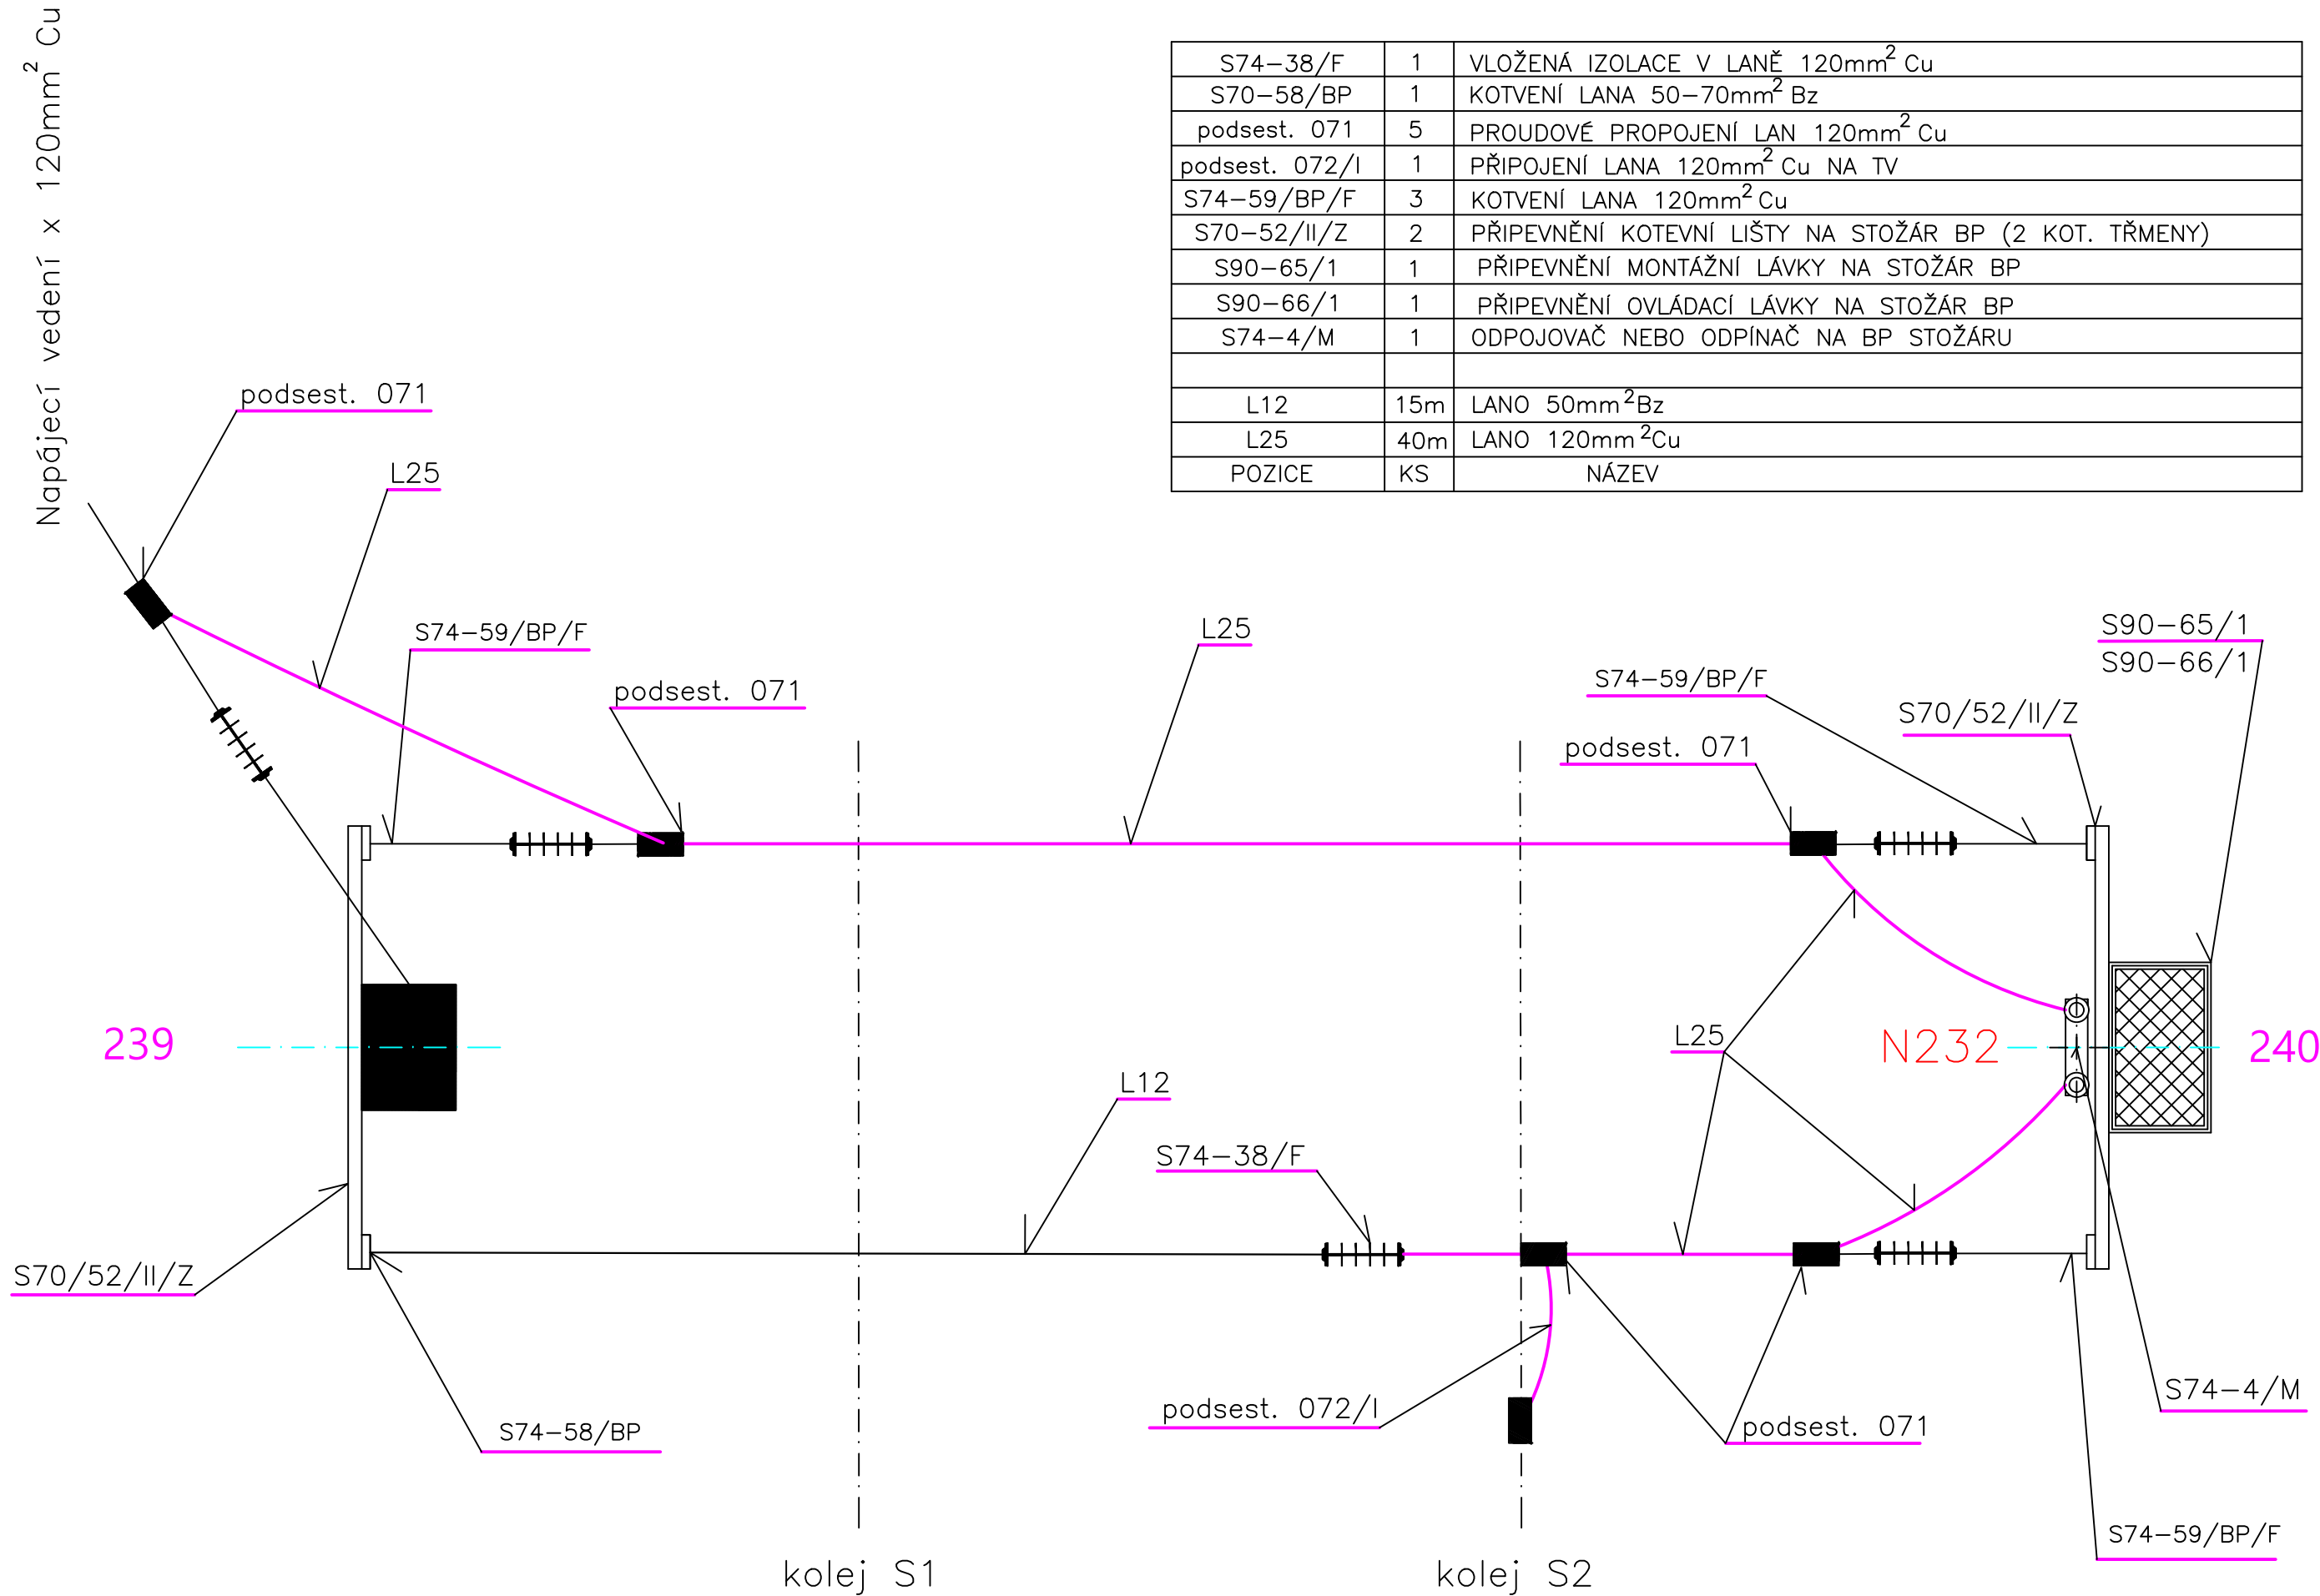 Napájecí vedení x 120mm² Cu
S74-38/F 1 VLOŽENÁ IZOLACE V LANĚ 120mm² Cu
S70-58/BP 1 KOTVENÍ LANA 50-70mm² Bz
podsest. 071 5 PROUDOVÉ PROPOJENÍ LAN 120mm² Cu
podsest. 072/I 1 PŘIPOJENÍ LANA 120mm² Cu NA TV
S74-59/BP/F 3 KOTVENÍ LANA 120mm² Cu
S70-52/II/Z 2 PŘIPEVNĚNÍ KOTEVNÍ LIŠTY NA STOŽÁR BP (2 KOT. TŘMENY)
S90-65/1 1 PŘIPEVNĚNÍ MONTÁŽNÍ LÁVKY NA STOŽÁR BP
S90-66/1 1 PŘIPEVNĚNÍ OVLÁDACÍ LÁVKY NA STOŽÁR BP
S74-4/M 1 ODPOJOVAČ NEBO ODPÍNAČ NA BP STOŽÁRU
L12 15m LANO 50mm² Bz
L25 40m LANO 120mm² Cu
POZICE KS NÁZEV
podsest. 071
L25
S74-59/BP/F
podsest. 071
L25
S74-59/BP/F
podsest. 071
S90-65/1
S90-66/1
S70/52/II/Z
239
L25
N232
240
L12
S74-38/F
S70/52/II/Z
S74-58/BP
podsest. 072/I
podsest. 071
S74-4/M
S74-59/BP/F
kolej S1
kolej S2